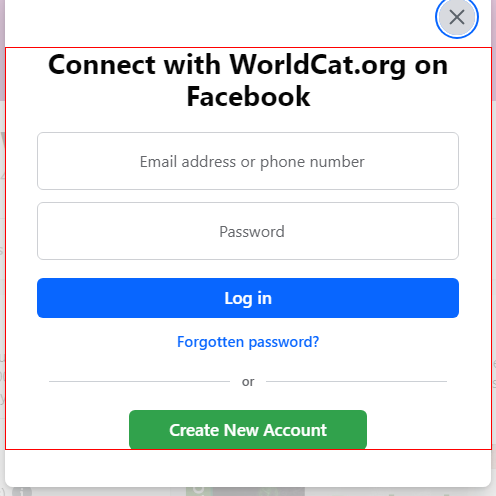 Connect with WorldCat.org on
Facebook
Email address or phone number
Password
Log in
Forgotten password?
or
Create New Account